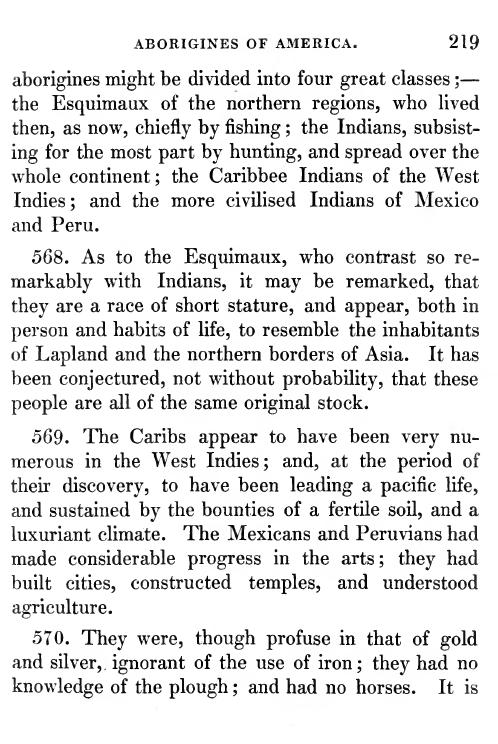 ABORIGINES OF AMERICA. 219
aborigines might be divided into four great classes ;—
the Esquimaux of the northern regions, who lived
then, as now, chiefly by fishing ; the Indians, subsist-
ing for the most part by hunting, and spread over the
whole continent ; the Caribbee Indians of the West
Indies ; and the more civilised Indians of Mexico
and Peru.
568. As to the Esquimaux, who contrast so re-
markably with Indians, it may be remarked, that
they are a race of short stature, and appear, both in
person and habits of life, to resemble the inhabitants
of Lapland and the northern borders of Asia. It has
been conjectured, not without probability, that these
people are all of the same original stock.
569. The Caribs appear to have been very nu-
merous in the West Indies ; and, at the period of
their discovery, to have been leading a pacific life,
and sustained by the bounties of a fertile soil, and a
luxuriant climate. The Mexicans and Peruvians had
made considerable progress in the arts ; they had
built cities, constructed temples, and understood
agriculture.
570. They were, though profuse in that of gold
and silver, ignorant of the use of iron ; they had no
knowledge of the plough ; and had no horses. It is